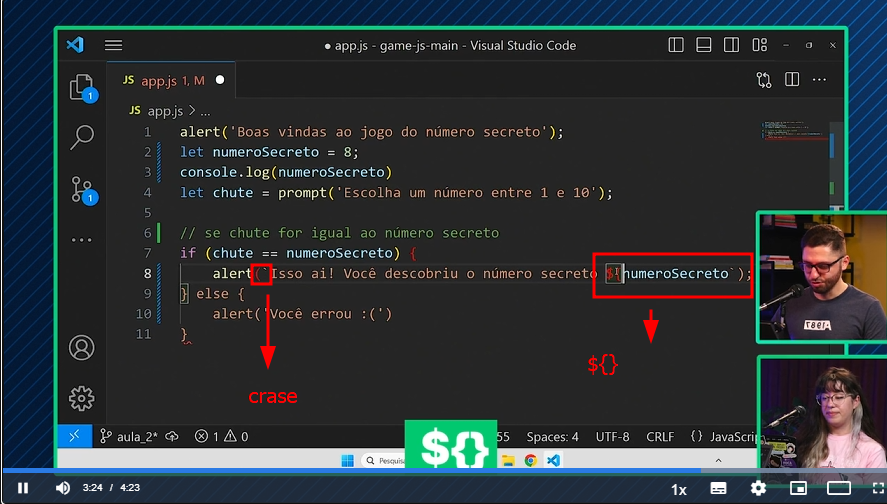 ● app.js - game-js-main - Visual Studio Code
JS app.js 1, M ●
JS app.js > ...
1 alert('Boas vindas ao jogo do número secreto');
2 let numeroSecreto = 8;
3 console.log(numeroSecreto)
4 let chute = prompt('Escolha um número entre 1 e 10');
5
6 // se chute for igual ao número secreto
7 if (chute == numeroSecreto) {
8 alert(`Isso ai! Você descobriu o número secreto ${numeroSecreto`);
9 } else {
10 alert('Você errou :(')
11 }
1
1
crase
${}
aula_2* 1 0 55 Spaces: 4 UTF-8 CRLF {} JavaScrip
${}
Pesquisa
3:24 / 4:23 1x